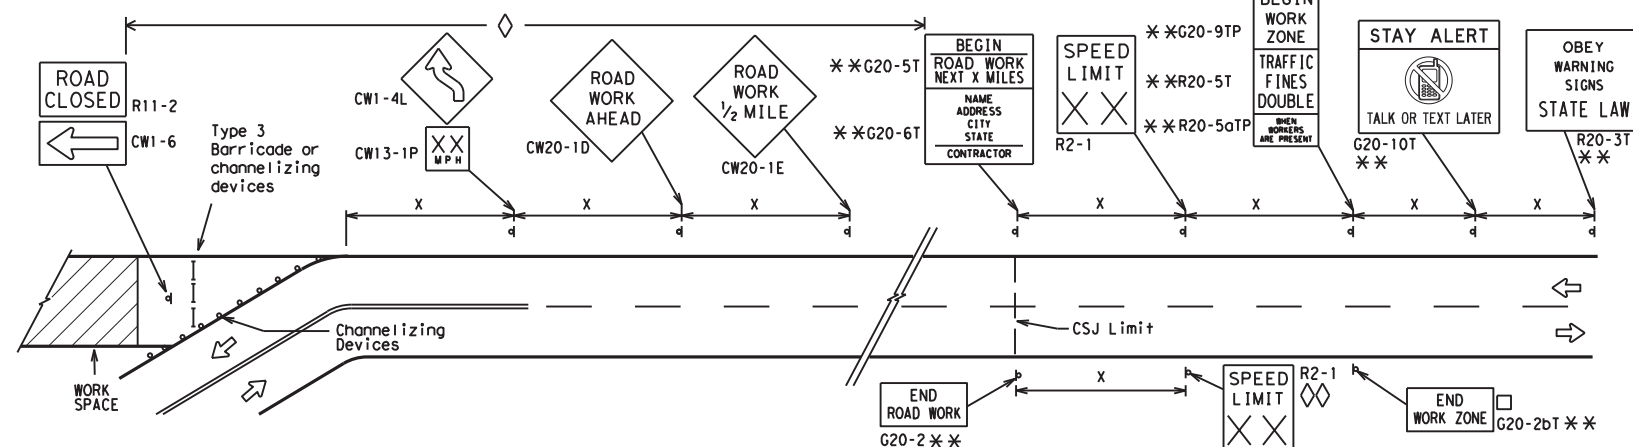 ROAD
CLOSED
R11-2
CW1-6
Type 3
Barricade or
channelizing
devices
CW1-4L
XX
MPH
CW13-1P
ROAD
WORK
AHEAD
CW20-1D
ROAD
WORK
1/2 MILE
CW20-1E
**G20-5T
BEGIN
ROAD WORK
NEXT X MILES
**G20-6T
NAME
ADDRESS
CITY
STATE
CONTRACTOR
SPEED
LIMIT
XX
R2-1
**G20-9TP
BEGIN
WORK
ZONE
**R20-5T
TRAFFIC
FINES
DOUBLE
**R20-5aTP
WHEN
WORKERS
ARE PRESENT
STAY ALERT
TALK OR TEXT LATER
G20-10T
**
OBEY
WARNING
SIGNS
STATE LAW
R20-3T
**
X X X X X X X
Channelizing
Devices
CSJ Limit
WORK
SPACE
END
ROAD WORK
G20-2 **
X
SPEED
LIMIT
XX
R2-1
END
WORK ZONE
G20-2bT **